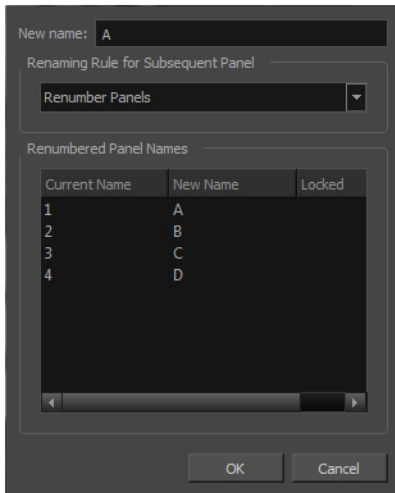 New name: A
Renaming Rule for Subsequent Panel
Renumber Panels
Renumbered Panel Names
Current Name New Name Locked
1 A
2 B
3 C
4 D
OK Cancel